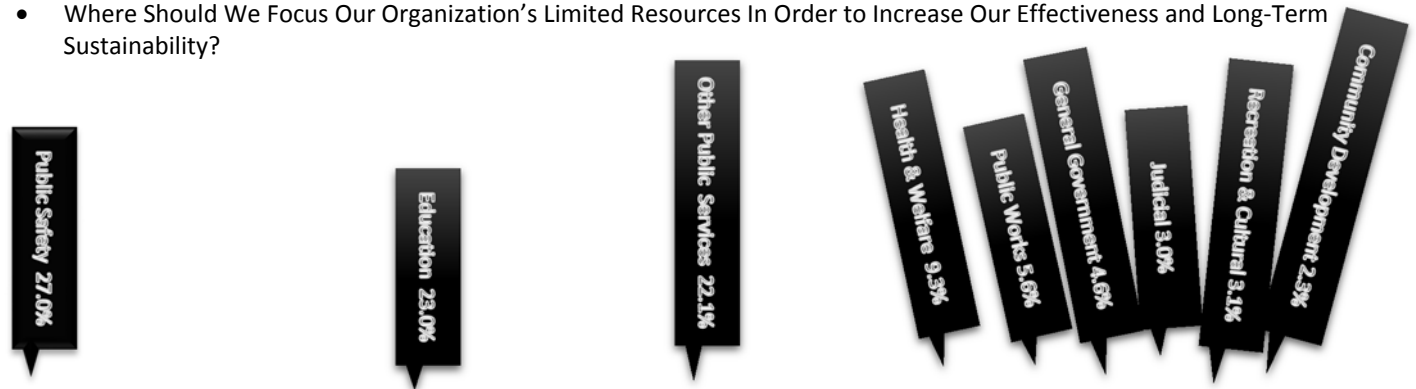 • Where Should We Focus Our Organization’s Limited Resources In Order to Increase Our Effectiveness and Long-Term
Sustainability?
Public Safety 27.0%
Education 23.0%
Other Public Services 22.1%
Health & Welfare 9.3%
Public Works 5.6%
General Government 4.6%
Judicial 3.0%
Recreation & Cultural 3.1%
Community Development 2.3%